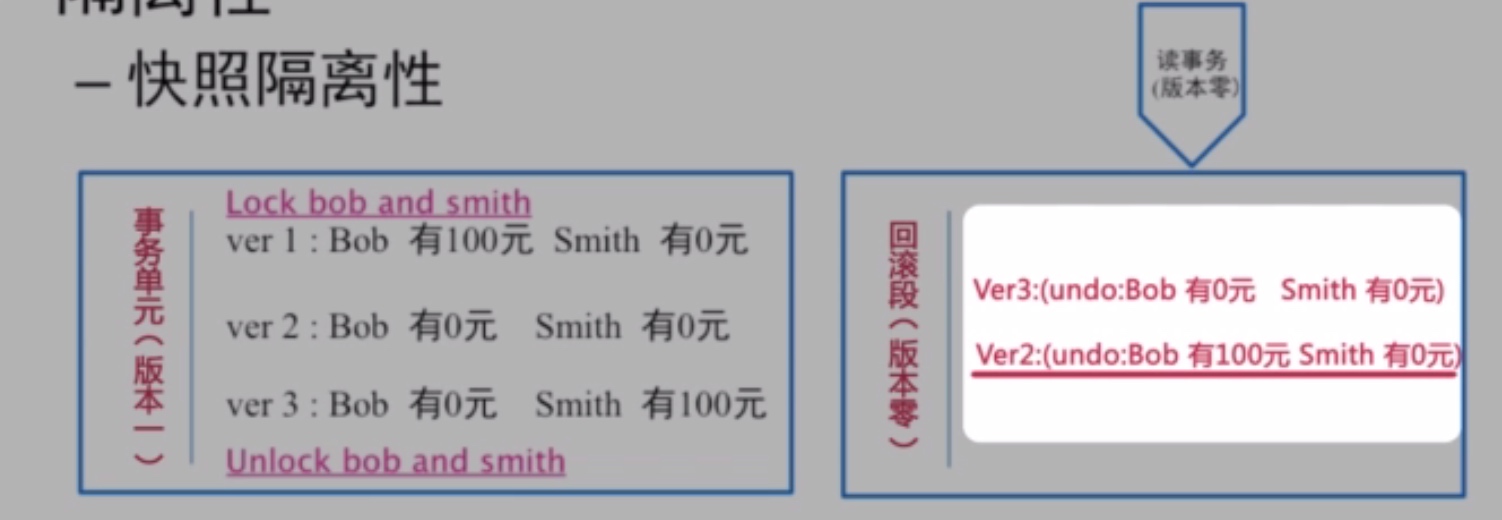 隔离性
– 快照隔离性
读事务
(版本零)
事务单元(版本一)
Lock bob and smith
ver 1 : Bob 有100元 Smith 有0元
ver 2 : Bob 有0元 Smith 有0元
ver 3 : Bob 有0元 Smith 有100元
Unlock bob and smith
回滚段(版本零)
Ver3:(undo:Bob 有0元 Smith 有0元)
Ver2:(undo:Bob 有100元 Smith 有0元)